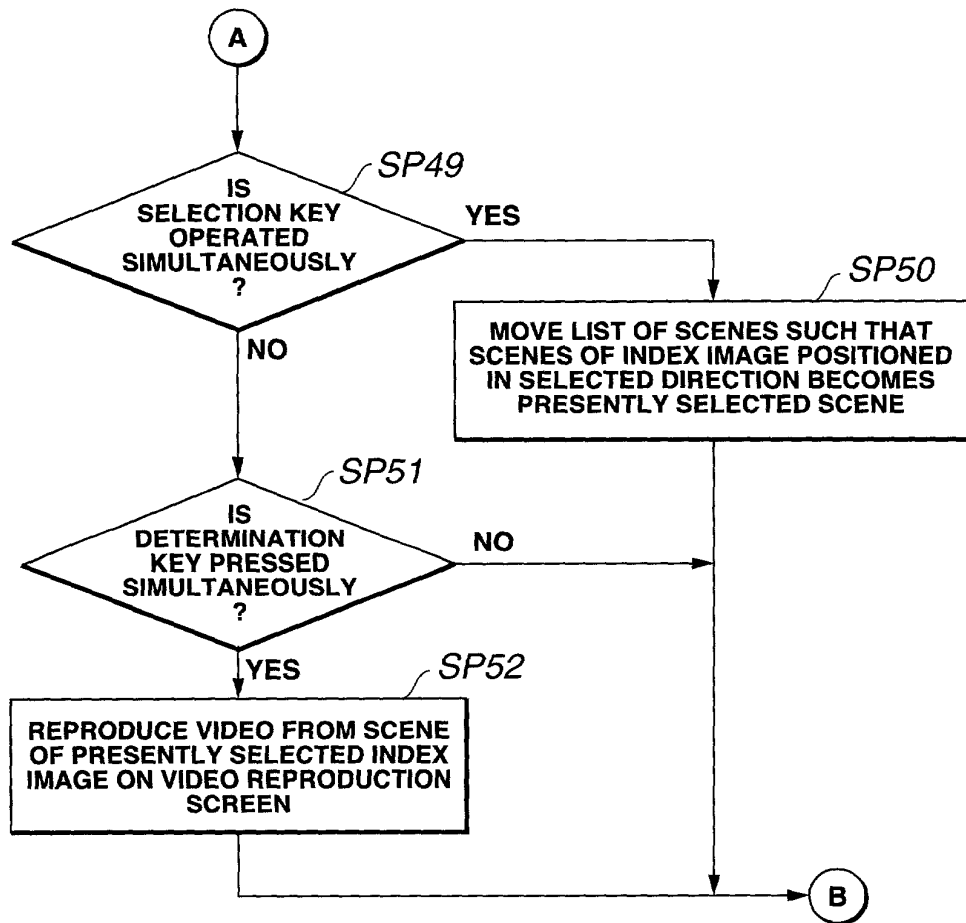 A
SP49
IS
SELECTION KEY
OPERATED
SIMULTANEOUSLY
?
YES
NO
SP50
MOVE LIST OF SCENES SUCH THAT
SCENES OF INDEX IMAGE POSITIONED
IN SELECTED DIRECTION BECOMES
PRESENTLY SELECTED SCENE
SP51
IS
DETERMINATION
KEY PRESSED
SIMULTANEOUSLY
?
NO
YES
SP52
REPRODUCE VIDEO FROM SCENE
OF PRESENTLY SELECTED INDEX
IMAGE ON VIDEO REPRODUCTION
SCREEN
B